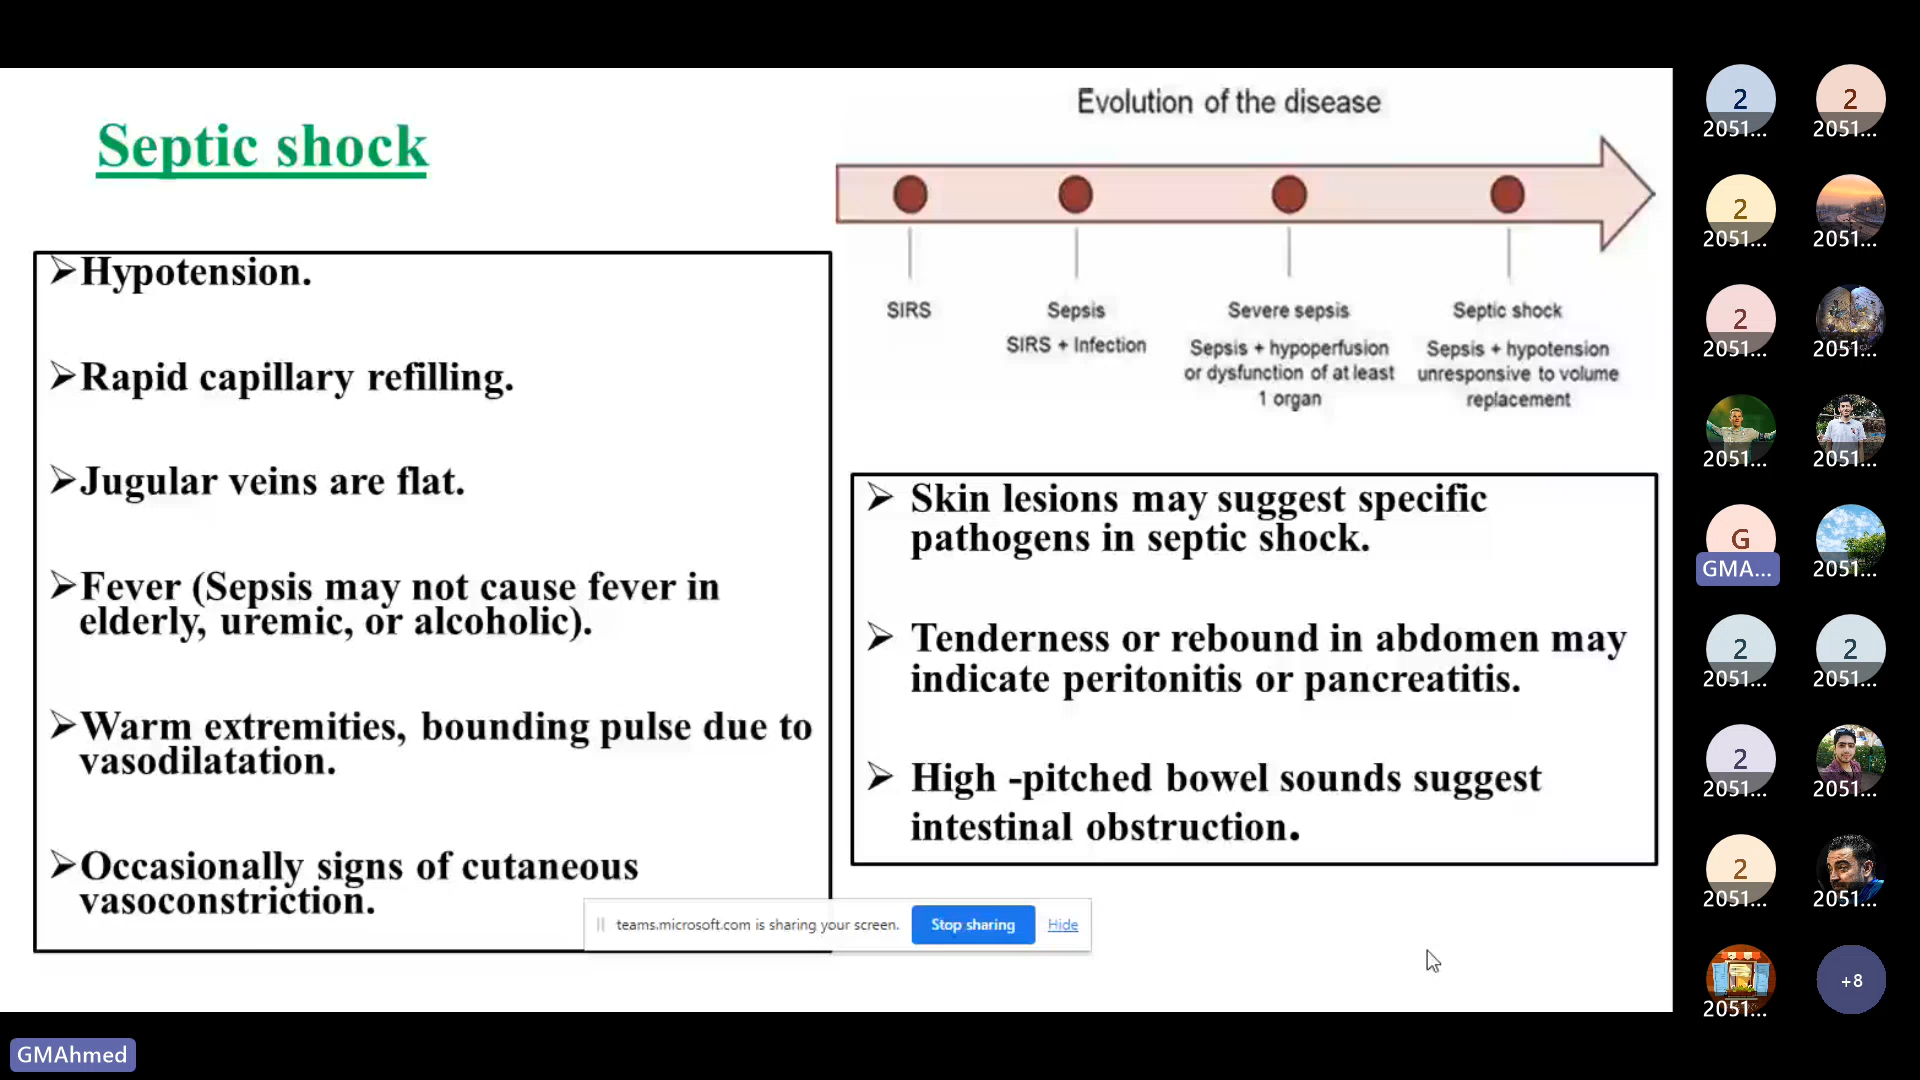 Septic shock
➢Hypotension.
➢Rapid capillary refilling.
➢Jugular veins are flat.
➢Fever (Sepsis may not cause fever in
elderly, uremic, or alcoholic).
➢Warm extremities, bounding pulse due to
vasodilatation.
➢Occasionally signs of cutaneous
vasoconstriction.
Evolution of the disease
SIRS
Sepsis
SIRS + Infection
Severe sepsis
Sepsis + hypoperfusion
or dysfunction of at least
1 organ
Septic shock
Sepsis + hypotension
unresponsive to volume
replacement
➢ Skin lesions may suggest specific
pathogens in septic shock.
➢ Tenderness or rebound in abdomen may
indicate peritonitis or pancreatitis.
➢ High -pitched bowel sounds suggest
intestinal obstruction.
teams.microsoft.com is sharing your screen.
Stop sharing
Hide
2
2051...
2
2051...
2
2051...
2051...
2
2051...
2051...
2051...
2051...
G
GMA...
2051...
2
2051...
2
2051...
2
2051...
2051...
2
2051...
2051...
2051...
+8
GMAhmed